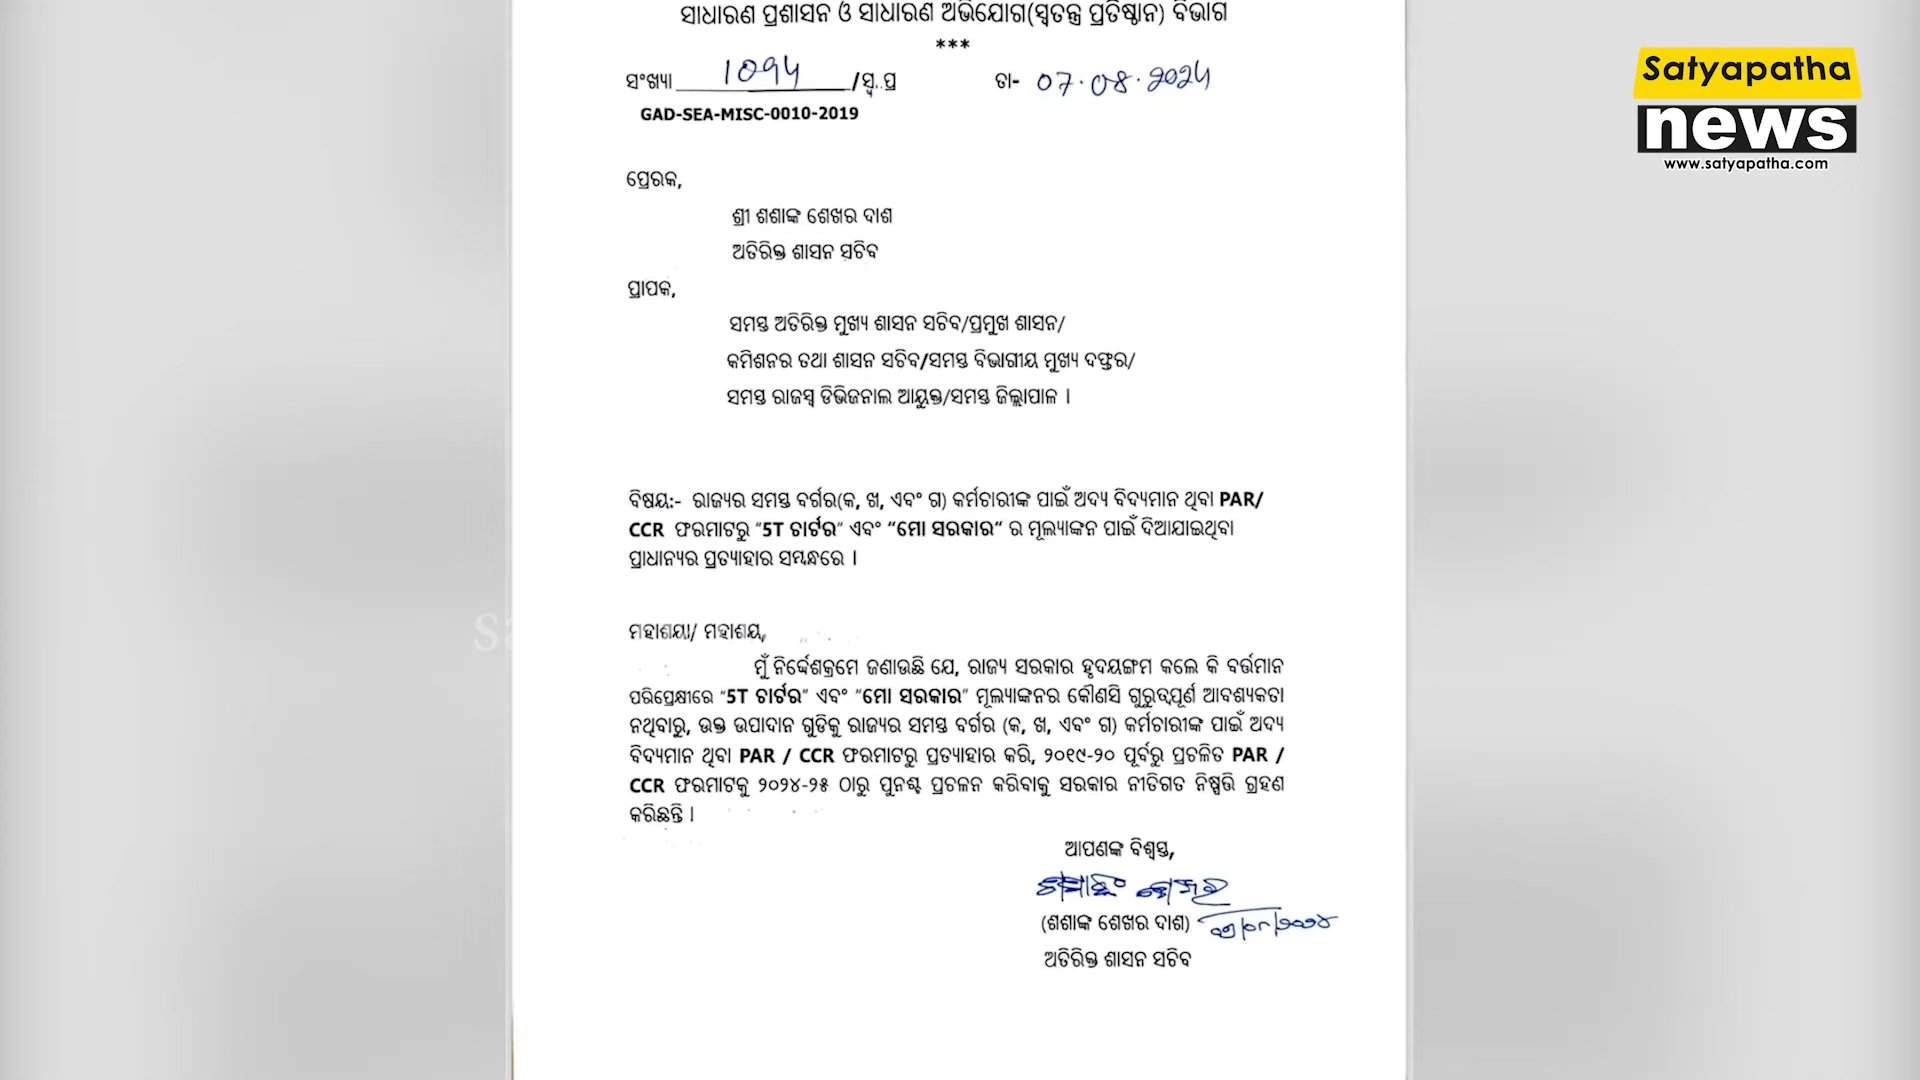 ସାଧାରଣ ପ୍ରଶାସନ ଓ ସାଧାରଣ ଅଭିଯୋଗ(ସ୍ୱତନ୍ତ୍ର ପ୍ରତିଷ୍ଠାନ) ବିଭାଗ
***
ସଂଖ୍ୟା 1094 /ସ୍ୱ.ପ୍ର ତା- 07.08.2024
GAD-SEA-MISC-0010-2019
ପ୍ରେରକ,
ଶ୍ରୀ ଶଶାଙ୍କ ଶେଖର ଦାଶ
ଅତିରିକ୍ତ ଶାସନ ସଚିବ
ପ୍ରାପକ,
ସମସ୍ତ ଅତିରିକ୍ତ ମୁଖ୍ୟ ଶାସନ ସଚିବ/ପ୍ରମୁଖ ଶାସନ/
କମିଶନର ତଥା ଶାସନ ସଚିବ/ସମସ୍ତ ବିଭାଗୀୟ ମୁଖ୍ୟ ଦଫ୍ତର/
ସମସ୍ତ ରାଜସ୍ୱ ଡିଭିଜନାଲ ଆୟୁକ୍ତ/ସମସ୍ତ ଜିଲ୍ଲାପାଳ ।
ବିଷୟ:- ରାଜ୍ୟର ସମସ୍ତ ବର୍ଗର(କ, ଖ, ଏବଂ ଗ) କର୍ମଚାରୀଙ୍କ ପାଇଁ ଅଦ୍ୟ ବିଦ୍ୟମାନ ଥିବା PAR/
CCR ଫରମାଟରୁ "5T ଚାର୍ଟର" ଏବଂ "ମୋ ସରକାର" ର ମୂଲ୍ୟାଙ୍କନ ପାଇଁ ଦିଆଯାଇଥିବା
ପ୍ରାଧାନ୍ୟର ପ୍ରତ୍ୟାହାର ସମ୍ବନ୍ଧରେ ।
ମହାଶୟା/ ମହାଶୟ,
ମୁଁ ନିର୍ଦ୍ଦେଶକ୍ରମେ ଜଣାଉଛି ଯେ, ରାଜ୍ୟ ସରକାର ହୃଦୟଙ୍ଗମ କଲେ କି ବର୍ତ୍ତମାନ
ପରିପ୍ରେକ୍ଷୀରେ "5T ଚାର୍ଟର" ଏବଂ "ମୋ ସରକାର" ମୂଲ୍ୟାଙ୍କନର କୌଣସି ଗୁରୁତ୍ୱପୂର୍ଣ ଆବଶ୍ୟକତା
ନଥିବାରୁ, ଉକ୍ତ ଉପାଦାନ ଗୁଡିକୁ ରାଜ୍ୟର ସମସ୍ତ ବର୍ଗର (କ, ଖ, ଏବଂ ଗ) କର୍ମଚାରୀଙ୍କ ପାଇଁ ଅଦ୍ୟ
ବିଦ୍ୟମାନ ଥିବା PAR / CCR ଫରମାଟରୁ ପ୍ରତ୍ୟାହାର କରି, ୨୦୧୯-୨୦ ପୂର୍ବରୁ ପ୍ରଚଳିତ PAR /
CCR ଫରମାଟକୁ ୨୦୨୪-୨୫ ଠାରୁ ପୁନଶ୍ଚ ପ୍ରଚଳନ କରିବାକୁ ସରକାର ନୀତିଗତ ନିଷ୍ପତ୍ତି ଗ୍ରହଣ
କରିଛନ୍ତି ।
ଆପଣଙ୍କ ବିଶ୍ୱସ୍ତ,
(ଶଶାଙ୍କ ଶେଖର ଦାଶ)
ଅତିରିକ୍ତ ଶାସନ ସଚିବ
Satyapatha
news
www.satyapatha.com